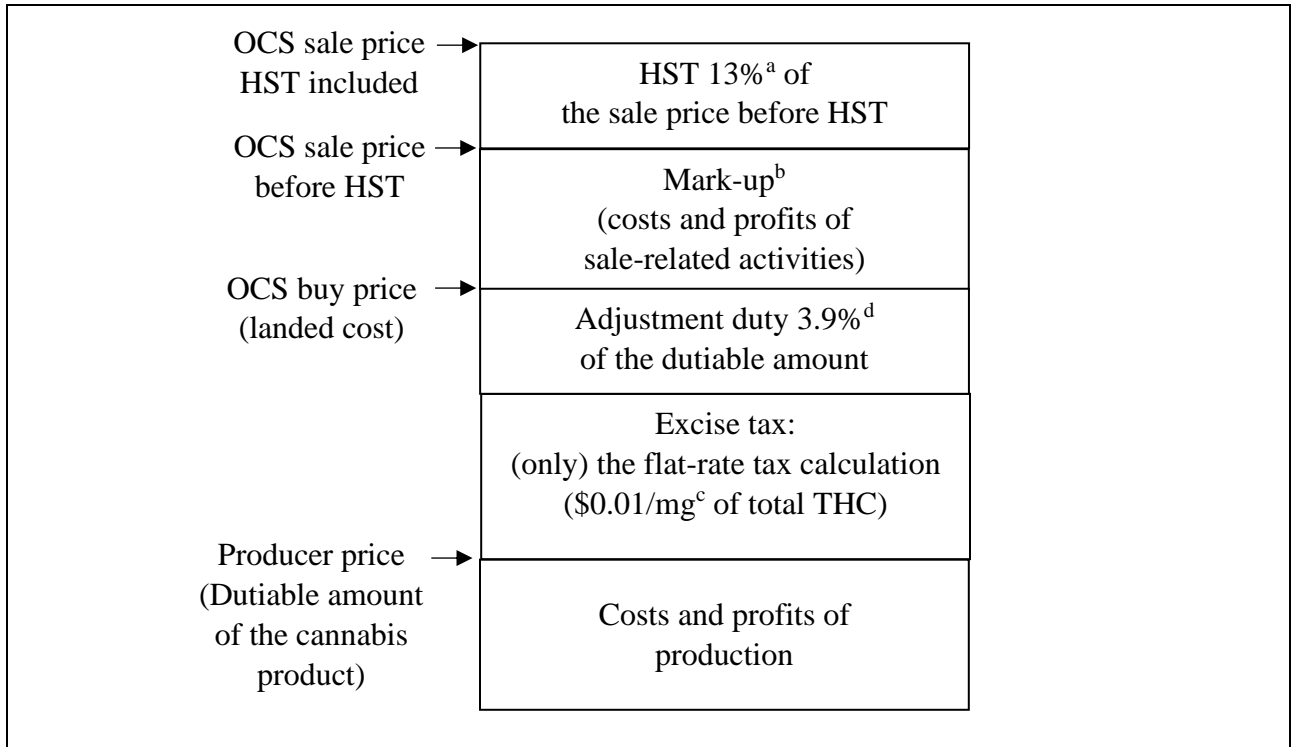 OCS sale price
HST included
HST 13%ᵃ of
the sale price before HST
OCS sale price
before HST
Mark-upᵇ
(costs and profits of
sale-related activities)
OCS buy price
(landed cost)
Adjustment duty 3.9%ᵈ
of the dutiable amount
Excise tax:
(only) the flat-rate tax calculation
($0.01/mgᶜ of total THC)
Producer price
(Dutiable amount
of the cannabis
product)
Costs and profits of
production